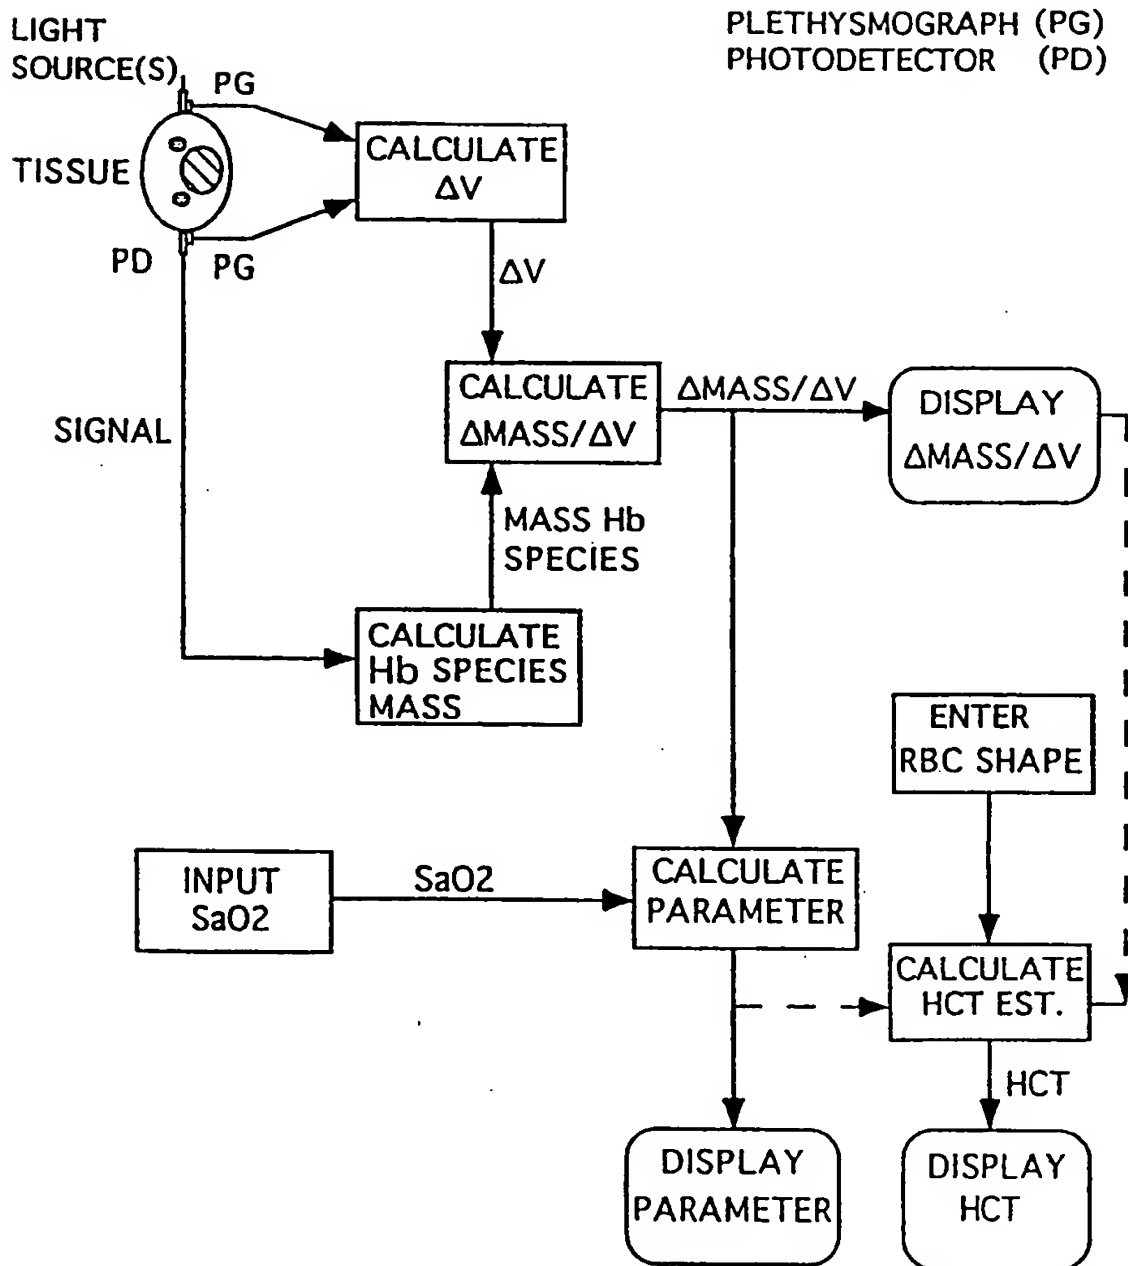 LIGHT
SOURCE(S)
PLETHYSMOGRAPH (PG)
PHOTODETECTOR (PD)
PG
TISSUE
CALCULATE
ΔV
PD
PG
ΔV
SIGNAL
CALCULATE
ΔMASS/ΔV
ΔMASS/ΔV
DISPLAY
ΔMASS/ΔV
MASS Hb
SPECIES
CALCULATE
Hb SPECIES
MASS
ENTER
RBC SHAPE
INPUT
SaO2
SaO2
CALCULATE
PARAMETER
CALCULATE
HCT EST.
HCT
DISPLAY
PARAMETER
DISPLAY
HCT